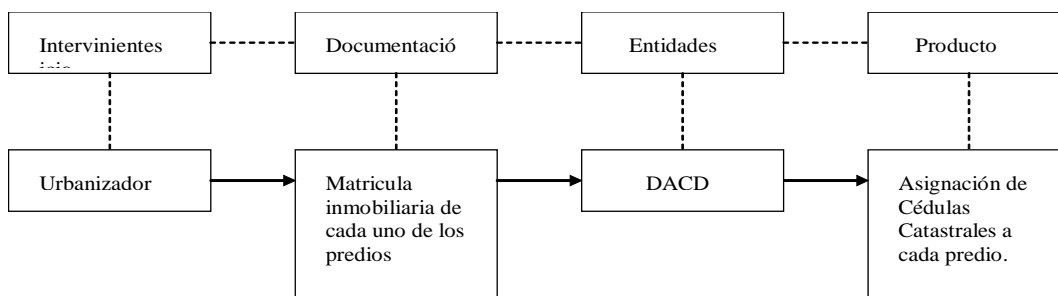 Intervinientes
Documentació
Entidades
Producto
Urbanizador
Matricula
inmobiliaria de
cada uno de los
predios
DACD
Asignación de
Cédulas
Catastrales a
cada predio.